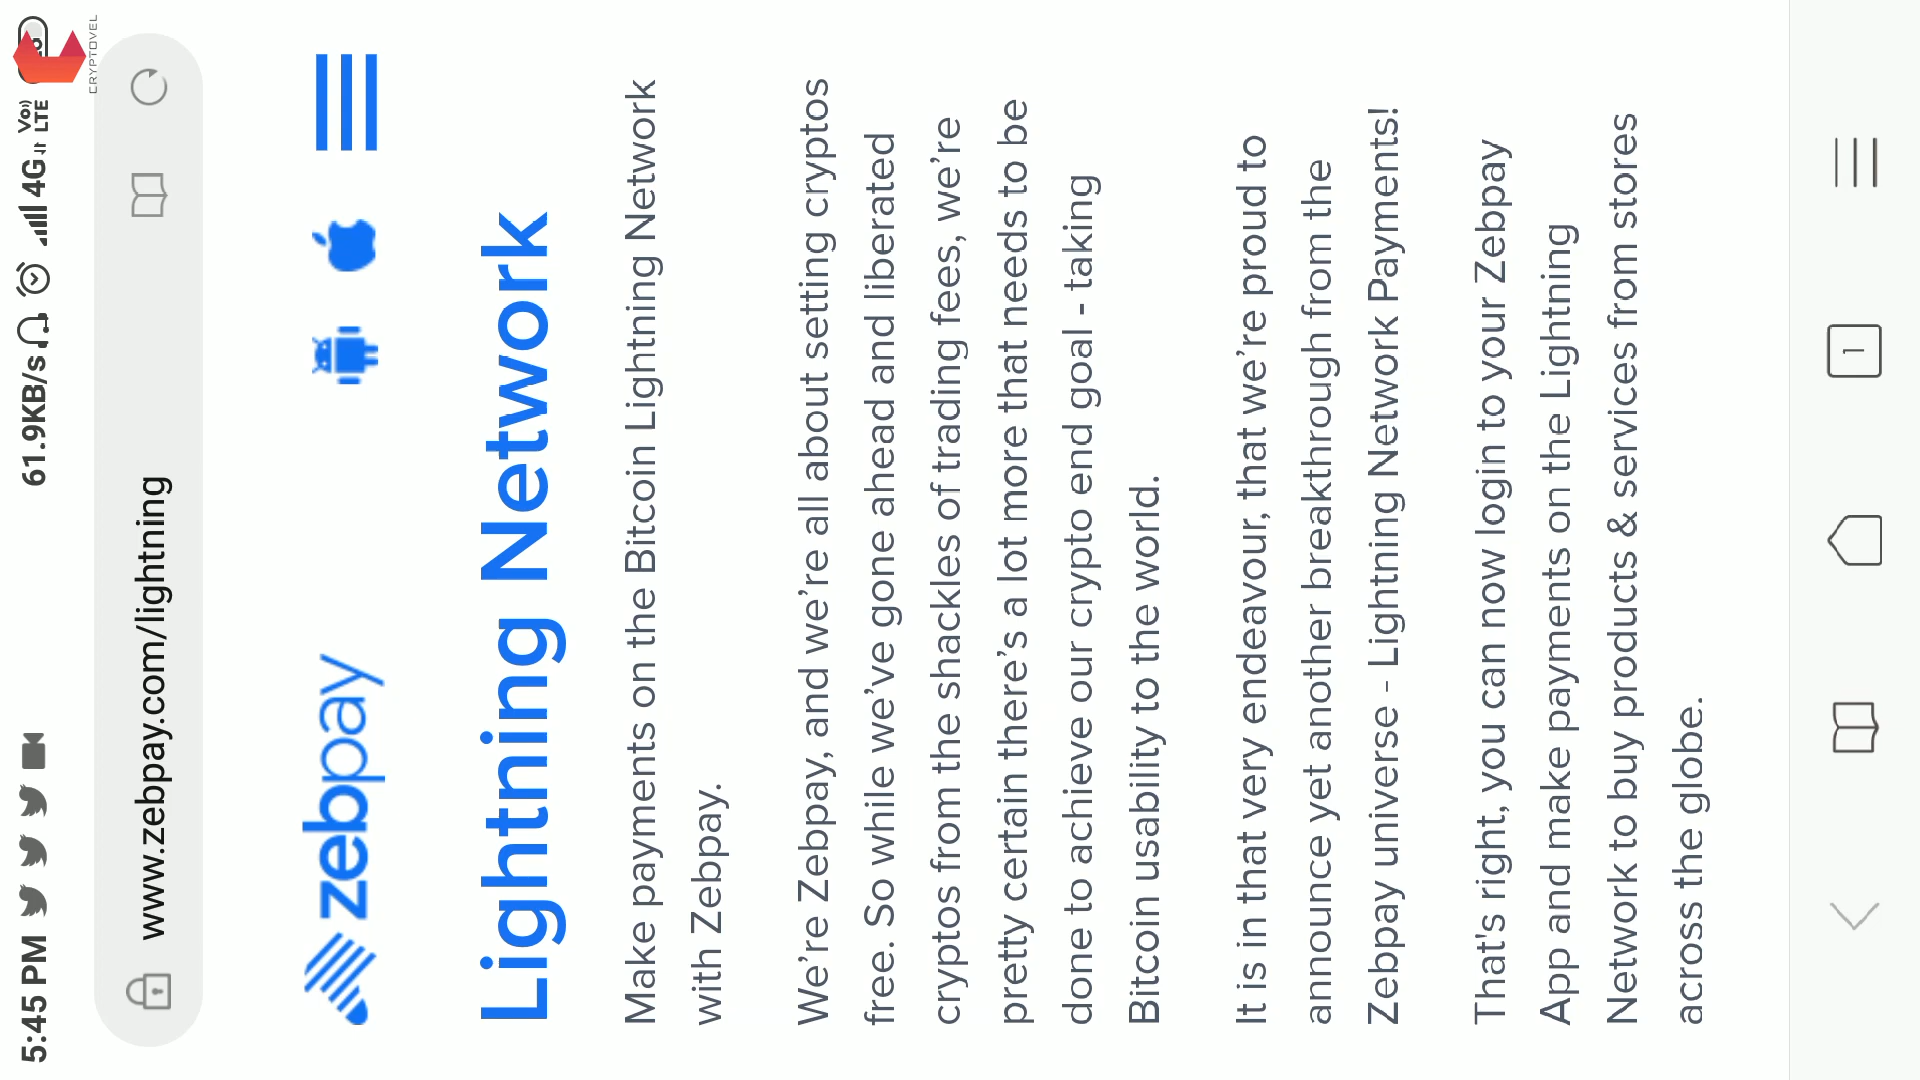 5:45 PM
61.9KB/s
4G
Vo))
LTE
CRYPTOVEL
www.zebpay.com/lightning
zebpay
Lightning Network
Make payments on the Bitcoin Lightning Network
with Zebpay.
We're Zebpay, and we're all about setting cryptos
free. So while we've gone ahead and liberated
cryptos from the shackles of trading fees, we're
pretty certain there's a lot more that needs to be
done to achieve our crypto end goal - taking
Bitcoin usability to the world.
It is in that very endeavour, that we're proud to
announce yet another breakthrough from the
Zebpay universe - Lightning Network Payments!
That's right, you can now login to your Zebpay
App and make payments on the Lightning
Network to buy products & services from stores
across the globe.
1